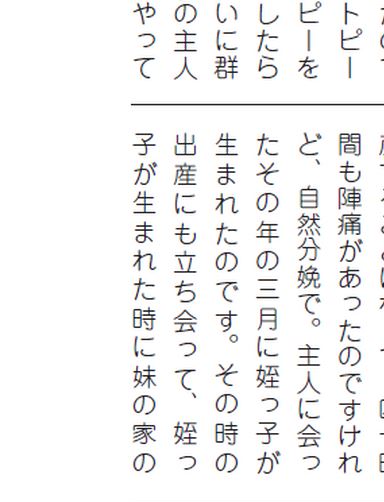 トピー
ピーを
したら
いに群
の主人
やって
間も陣痛があったのですけれ
ど、自然分娩で。主人に会っ
たその年の三月に姪っ子が
生まれたのです。その時の
出産にも立ち会って、姪っ
子が生まれた時に妹の家の